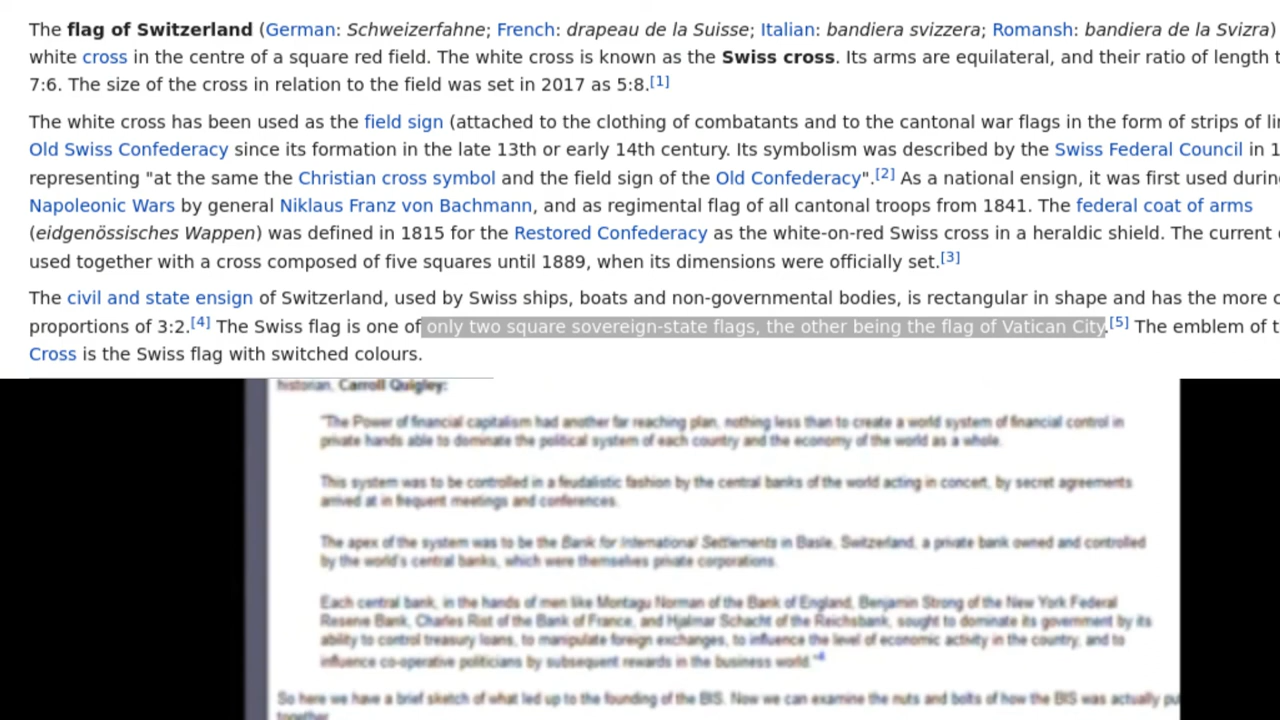 The flag of Switzerland (German: Schweizerfahne; French: drapeau de la Suisse; Italian: bandiera svizzera; Romansh: bandiera de la Svizra)
white cross in the centre of a square red field. The white cross is known as the Swiss cross. Its arms are equilateral, and their ratio of length
7:6. The size of the cross in relation to the field was set in 2017 as 5:8.[1]
The white cross has been used as the field sign (attached to the clothing of combatants and to the cantonal war flags in the form of strips of
Old Swiss Confederacy since its formation in the late 13th or early 14th century. Its symbolism was described by the Swiss Federal Council in 1
representing "at the same the Christian cross symbol and the field sign of the Old Confederacy".[2] As a national ensign, it was first used
Napoleonic Wars by general Niklaus Franz von Bachmann, and as regimental flag of all cantonal troops from 1841. The federal coat of arms
(eidgenössisches Wappen) was defined in 1815 for the Restored Confederacy as the white-on-red Swiss cross in a heraldic shield. The current
used together with a cross composed of five squares until 1889, when its dimensions were officially set.[3]
The civil and state ensign of Switzerland, used by Swiss ships, boats and non-governmental bodies, is rectangular in shape and has the more
proportions of 3:2.[4] The Swiss flag is one of only two square sovereign-state flags, the other being the flag of Vatican City.[5] The emblem of
Cross is the Swiss flag with switched colours.
historian, Carroll Quigley:
"The Power of financial capitalism had another far reaching plan, nothing less than to create a world system of financial control in
private hands able to dominate the political system of each country and the economy of the world as a whole.
This system was to be controlled in a feudalistic fashion by the central banks of the world acting in concert, by secret agreements
arrived at in frequent meetings and conferences.
The apex of the system was to be the Bank for International Settlements in Basle, Switzerland, a private bank owned and controlled
by the world's central banks, which were themselves private corporations.
Each central bank, in the hands of men like Montagu Norman of the Bank of England, Benjamin Strong of the New York Federal
Reserve Bank, Charles Rist of the Bank of France, and Hjalmar Schacht of the Reichsbank, sought to dominate its government by its
ability to control treasury loans, to manipulate foreign exchanges, to influence the level of economic activity in the country, and to
influence co-operative politicians by subsequent rewards in the business world."4
So here we have a brief sketch of what led up to the founding of the BIS. Now we can examine the nuts and bolts of how the BIS was actually
together.